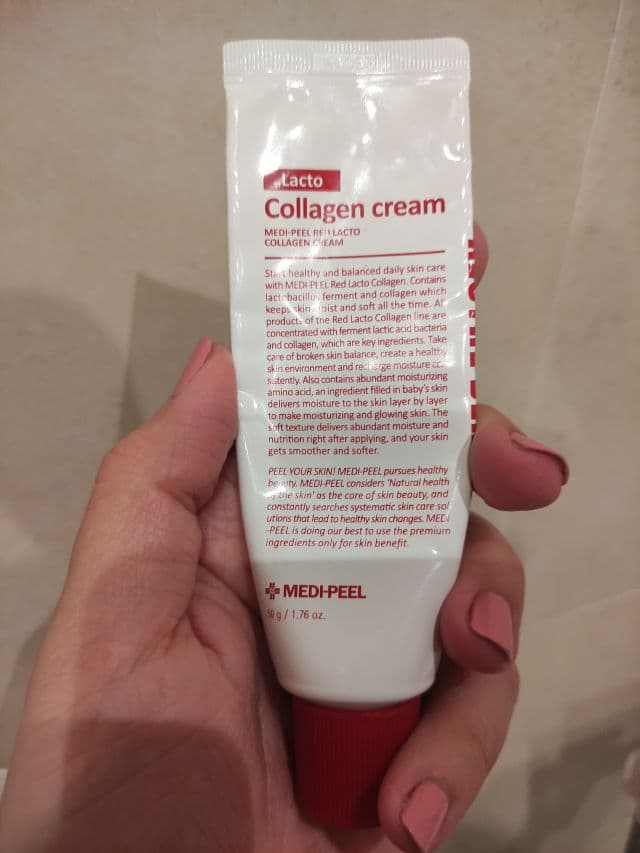 Lacto
Collagen cream
MEDI-PEEL RED LACTO
COLLAGEN CREAM
Start healthy and balanced daily skin care
with MEDI-PEEL Red Lacto Collagen. Contains
lactobacillus ferment and collagen which
keeps skin moist and soft all the time. All
products of the Red Lacto Collagen line are
concentrated with ferment lactic acid bacteria
and collagen, which are key ingredients. Take
care of broken skin balance, create a healthy
skin environment and recharge moisture con
sistently. Also contains abundant moisturizing
amino acid, an ingredient filled in baby's skin
delivers moisture to the skin layer by layer
to make moisturizing and glowing skin. The
soft texture delivers abundant moisture and
nutrition right after applying, and your skin
gets smoother and softer.
PEEL YOUR SKIN! MEDI-PEEL pursues healthy
beauty. MEDI-PEEL considers 'Natural health
of the skin' as the core of skin beauty, and
constantly searches systematic skin care sol
utions that lead to healthy skin changes. MEDI
-PEEL is doing our best to use the premium
ingredients only for skin benefit.
MEDI-PEEL
50 g / 1.76 oz.